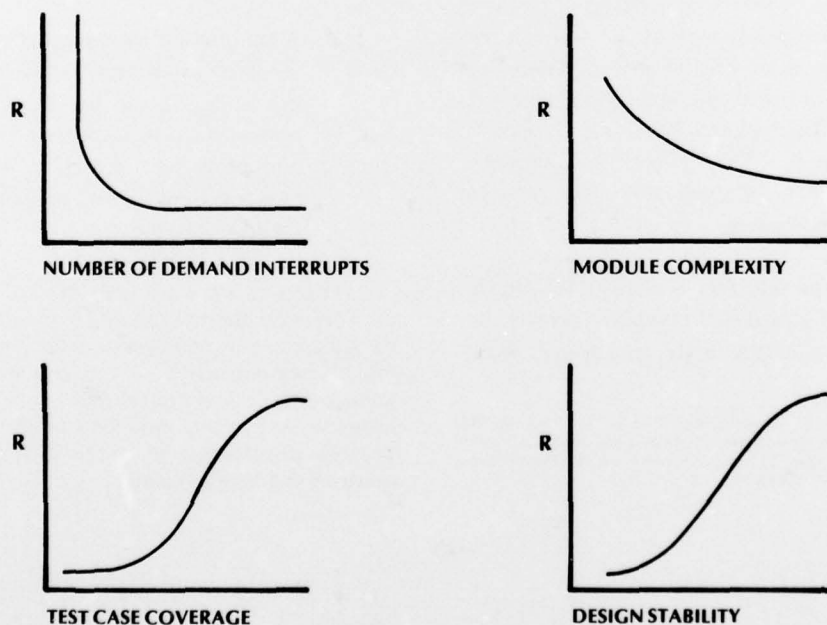 R
NUMBER OF DEMAND INTERRUPTS
R
MODULE COMPLEXITY
R
TEST CASE COVERAGE
R
DESIGN STABILITY